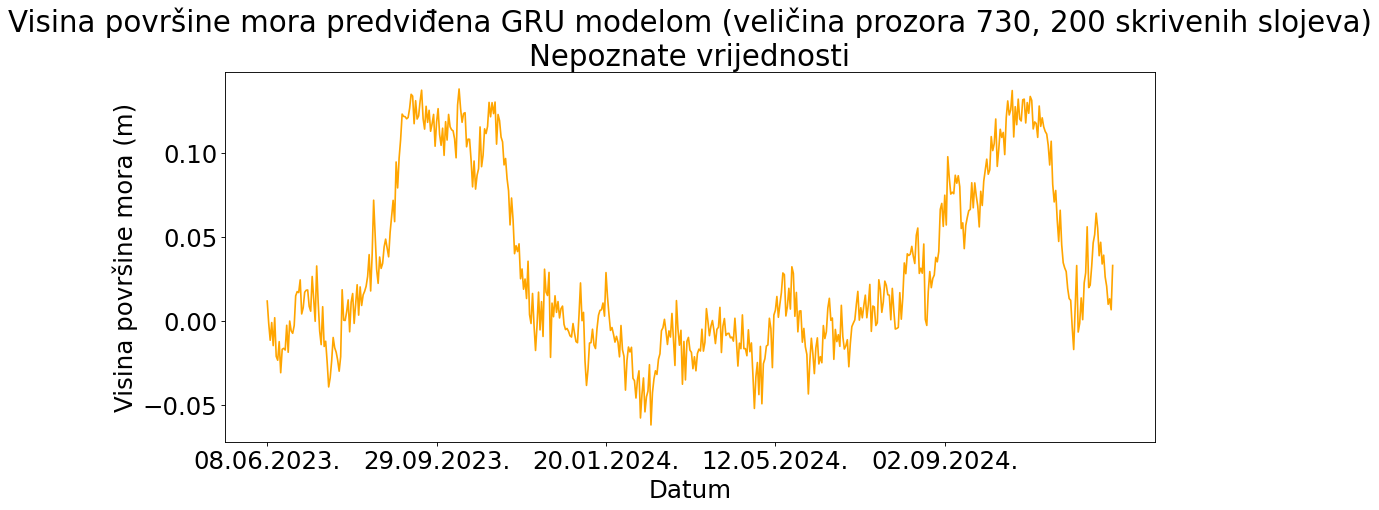 Visina površine mora predviđena GRU modelom (veličina prozora 730, 200 skrivenih slojeva)
Nepoznate vrijednosti
Visina površine mora (m)
0.10
0.05
0.00
−0.05
08.06.2023.
29.09.2023.
20.01.2024.
12.05.2024.
02.09.2024.
Datum